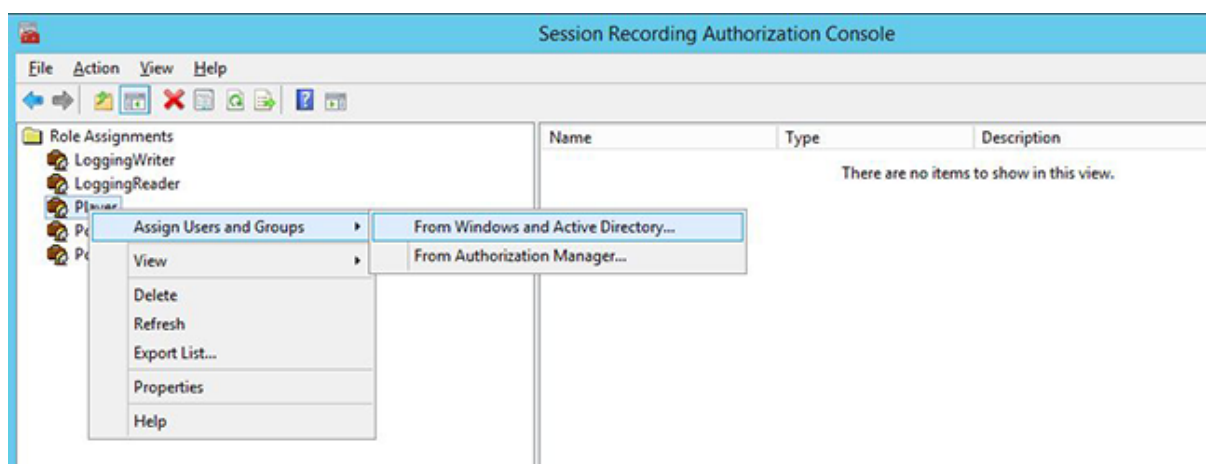 Session Recording Authorization Console
File Action View Help
Role Assignments
LoggingWriter
LoggingReader
Player
Name Type Description
There are no items to show in this view.
Assign Users and Groups
View
Delete
Refresh
Export List...
Properties
Help
From Windows and Active Directory...
From Authorization Manager...